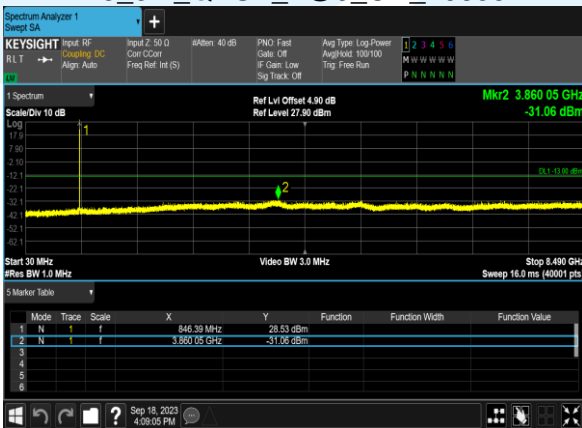 Spectrum Analyzer 1
Swept SA
KEYSIGHT
R L T
LW
Input: RF
Coupling: DC
Align: Auto
Input Z: 50 Ω
Corr CCorr
Freq Ref: Int (S)
#Atten: 40 dB
PNO: Fast
Gate: Off
IF Gain: Low
Sig Track: Off
Avg Type: Log-Power
Avg|Hold: 100/100
Trig: Free Run
1 2 3 4 5 6
M W W W W W
P N N N N N
1 Spectrum
Scale/Div 10 dB
Ref Lvl Offset 4.90 dB
Ref Level 27.90 dBm
Mkr2 3.860 05 GHz
-31.06 dBm
Log
17.9
7.90
-2.10
-12.1
-22.1
-32.1
-42.1
-52.1
-62.1
1
2
DL1 -13.00 dBm
Start 30 MHz
#Res BW 1.0 MHz
Video BW 3.0 MHz
Stop 8.490 GHz
Sweep 16.0 ms (40001 pts)
5 Marker Table
Mode Trace Scale X Y Function Function Width Function Value
1 N 1 f 846.39 MHz 28.53 dBm
2 N 1 f 3.860 05 GHz -31.06 dBm
3
4
5
6
? Sep 18, 2023
4:09:05 PM